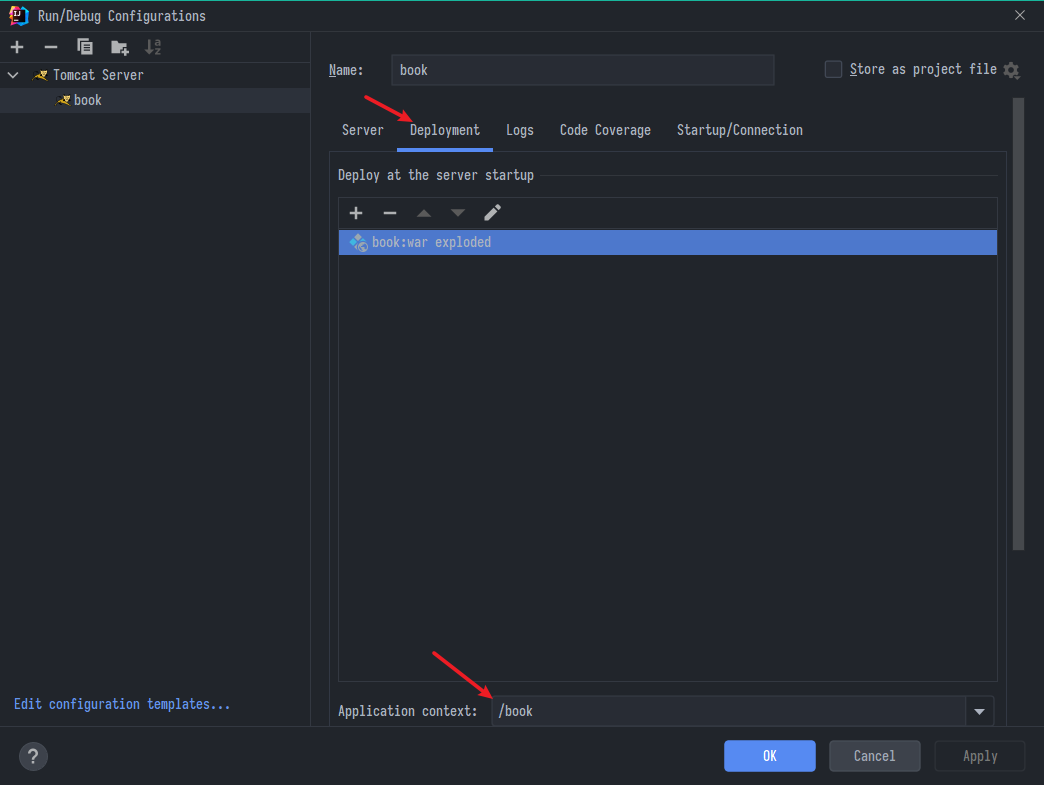 Run/Debug Configurations
Tomcat Server
book
Edit configuration templates...
Name: book
Store as project file
Server Deployment Logs Code Coverage Startup/Connection
Deploy at the server startup
book:war exploded
Application context: /book
? OK Cancel Apply